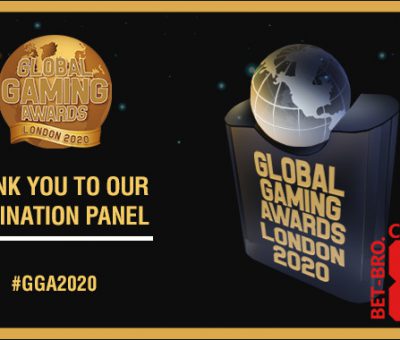 GLOBAL
GAMING
AWARDS
LONDON 2020
NK YOU TO OUR
INATION PANEL
#GGA2020
GLOBAL
GAMING
AWARDS
LONDON
2020
BET-BRO.